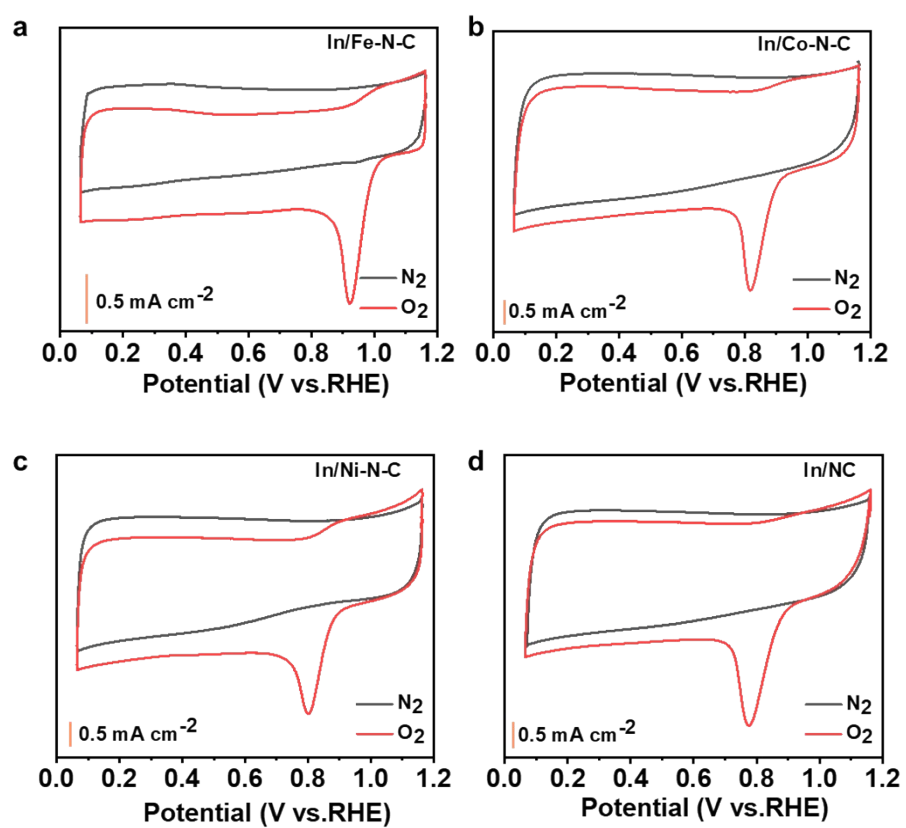 a
In/Fe-N-C
N2
O2
0.5 mA cm-2
0.0 0.2 0.4 0.6 0.8 1.0 1.2
Potential (V vs.RHE)
b
In/Co-N-C
N2
O2
0.5 mA cm-2
0.0 0.2 0.4 0.6 0.8 1.0 1.2
Potential (V vs.RHE)
c
In/Ni-N-C
N2
O2
0.5 mA cm-2
0.0 0.2 0.4 0.6 0.8 1.0 1.2
Potential (V vs.RHE)
d
In/NC
N2
O2
0.5 mA cm-2
0.0 0.2 0.4 0.6 0.8 1.0 1.2
Potential (V vs.RHE)